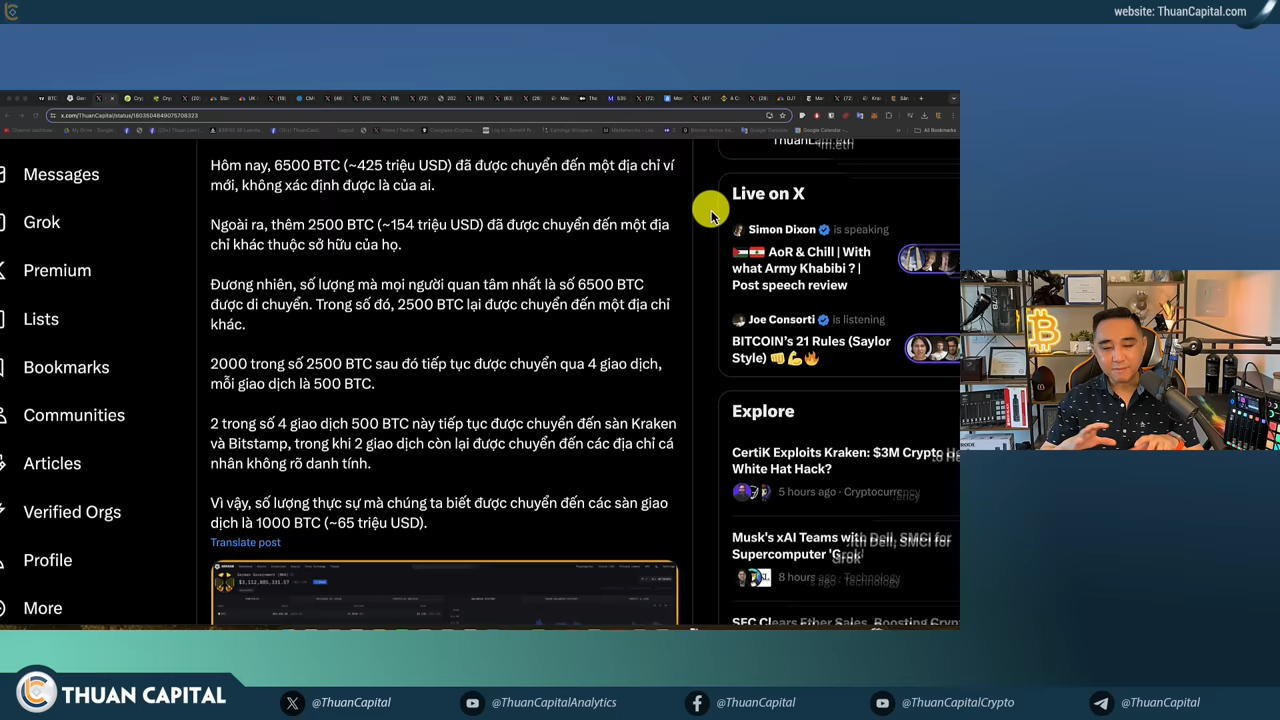 website: ThuanCapital.com
x.com/ThuanCapital/status/1803504849075708323
All Bookmarks
Messages
Grok
Premium
Lists
Bookmarks
Communities
Articles
Verified Orgs
Profile
More
Hôm nay, 6500 BTC (~425 triệu USD) đã được chuyển đến một địa chỉ ví
mới, không xác định được là của ai.
Ngoài ra, thêm 2500 BTC (~154 triệu USD) đã được chuyển đến một địa
chỉ khác thuộc sở hữu của họ.
Đương nhiên, số lượng mà mọi người quan tâm nhất là số 6500 BTC
được di chuyển. Trong số đó, 2500 BTC lại được chuyển đến một địa chỉ
khác.
2000 trong số 2500 BTC sau đó tiếp tục được chuyển qua 4 giao dịch,
mỗi giao dịch là 500 BTC.
2 trong số 4 giao dịch 500 BTC này tiếp tục được chuyển đến sàn Kraken
và Bitstamp, trong khi 2 giao dịch còn lại được chuyển đến các địa chỉ cá
nhân không rõ danh tính.
Vì vậy, số lượng thực sự mà chúng ta biết được chuyển đến các sàn giao
dịch là 1000 BTC (~65 triệu USD).
Translate post
Live on X
Simon Dixon is speaking
AoR & Chill | With
what Army Khabibi ? |
Post speech review
Joe Consorti is listening
BITCOIN’s 21 Rules (Saylor
Style)
Explore
CertiK Exploits Kraken: $3M Crypto
White Hat Hack?
5 hours ago · Cryptocurrency
Musk's xAI Teams with Dell, SMCI for
Supercomputer 'Grok'
8 hours ago · Technology
SEC Clears Ether Sales, Boosting
THUAN CAPITAL
@ThuanCapital
@ThuanCapitalAnalytics
@ThuanCapital
@ThuanCapitalCrypto
@ThuanCapital